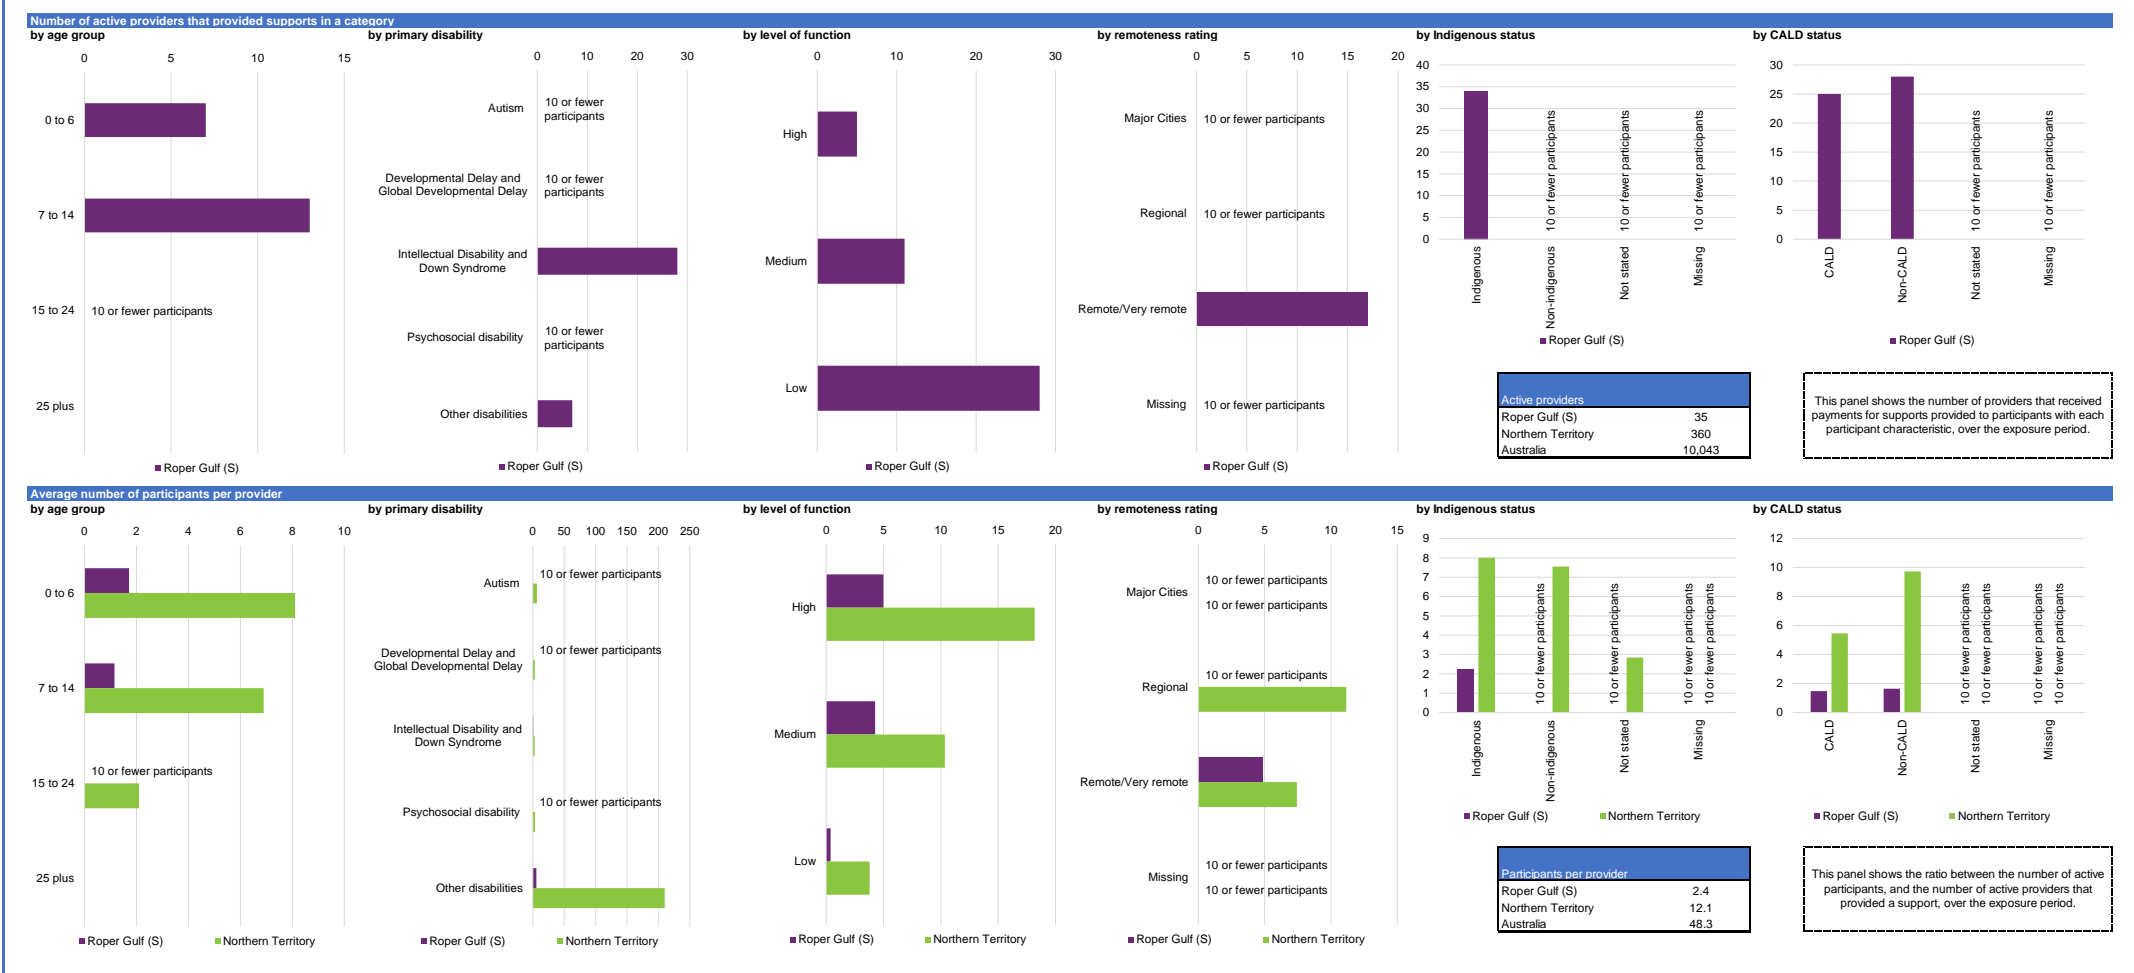 Number of active providers that provided supports in a category
by age group
0 5 10 15
0 to 6
7 to 14
15 to 24
10 or fewer participants
25 plus
Roper Gulf (S)
by primary disability
0 10 20 30
Autism
10 or fewer
participants
Developmental Delay and
Global Developmental Delay
10 or fewer
participants
Intellectual Disability and
Down Syndrome
Psychosocial disability
10 or fewer
participants
Other disabilities
Roper Gulf (S)
by level of function
0 10 20 30
High
Medium
Low
Roper Gulf (S)
by remoteness rating
0 5 10 15 20
Major Cities
10 or fewer participants
Regional
10 or fewer participants
Remote/Very remote
Missing
10 or fewer participants
Roper Gulf (S)
by Indigenous status
40
35
30
25
20
15
10
5
0
10 or fewer participants
10 or fewer participants
10 or fewer participants
Indigenous
Non-indigenous
Not stated
Missing
Roper Gulf (S)
by CALD status
30
25
20
15
10
5
0
10 or fewer participants
10 or fewer participants
CALD
Non-CALD
Not stated
Missing
Roper Gulf (S)
Active providers
Roper Gulf (S) 35
Northern Territory 360
Australia 10,043
This panel shows the number of providers that received
payments for supports provided to participants with each
participant characteristic, over the exposure period.
Average number of participants per provider
by age group
0 2 4 6 8 10
0 to 6
7 to 14
15 to 24
10 or fewer participants
25 plus
Roper Gulf (S) Northern Territory
by primary disability
0 50 100 150 200 250
Autism
10 or fewer participants
Developmental Delay and
Global Developmental Delay
10 or fewer participants
Intellectual Disability and
Down Syndrome
Psychosocial disability
10 or fewer participants
Other disabilities
Roper Gulf (S) Northern Territory
by level of function
0 5 10 15 20
High
Medium
Low
Roper Gulf (S) Northern Territory
by remoteness rating
0 5 10 15
Major Cities
10 or fewer participants
10 or fewer participants
Regional
10 or fewer participants
Remote/Very remote
Missing
10 or fewer participants
10 or fewer participants
Roper Gulf (S) Northern Territory
by Indigenous status
9
8
7
6
5
4
3
2
1
0
10 or fewer participants
10 or fewer participants
10 or fewer participants
10 or fewer participants
Indigenous
Non-indigenous
Not stated
Missing
Roper Gulf (S) Northern Territory
by CALD status
12
10
8
6
4
2
0
10 or fewer participants
10 or fewer participants
10 or fewer participants
10 or fewer participants
CALD
Non-CALD
Not stated
Missing
Roper Gulf (S) Northern Territory
Participants per provider
Roper Gulf (S) 2.4
Northern Territory 12.1
Australia 48.3
This panel shows the ratio between the number of active
participants, and the number of active providers that
provided a support, over the exposure period.